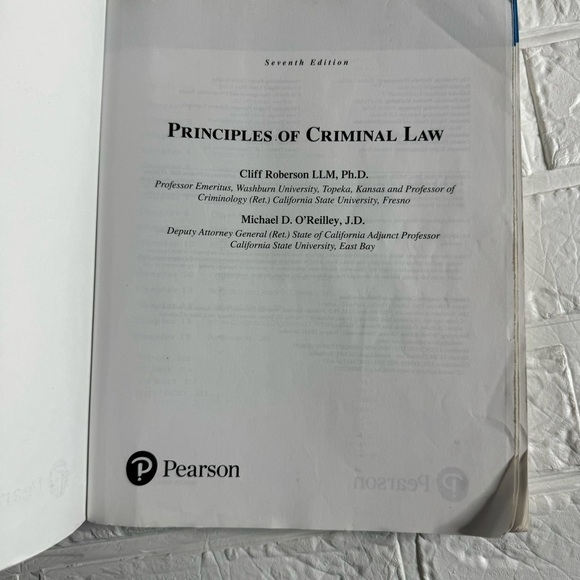 Seventh Edition
PRINCIPLES OF CRIMINAL LAW
Cliff Roberson LLM, Ph.D.
Professor Emeritus, Washburn University, Topeka, Kansas and Professor of
Criminology (Ret.) California State University, Fresno
Michael D. O'Reilley, J.D.
Deputy Attorney General (Ret.) State of California Adjunct Professor
California State University, East Bay
Pearson